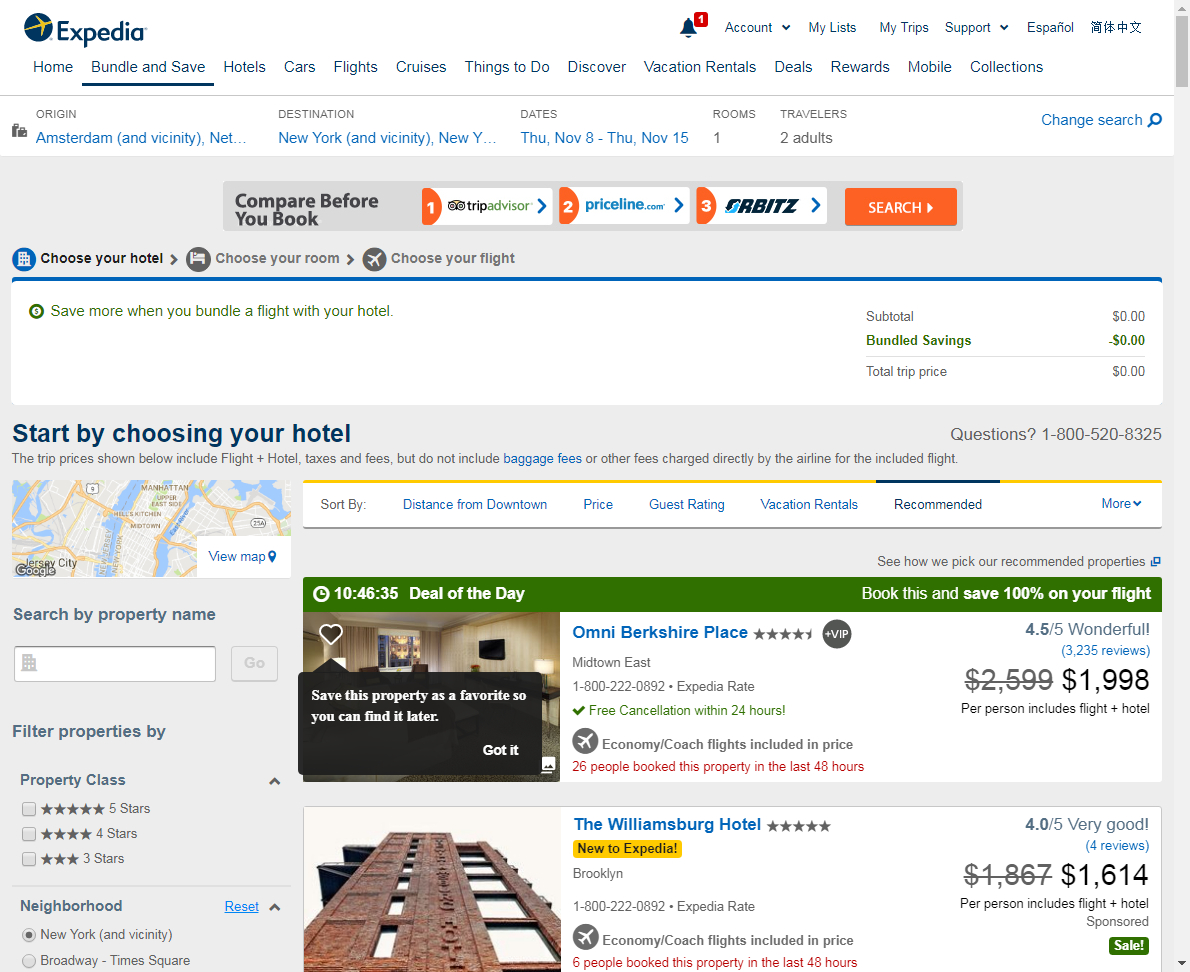 Expedia
1
Account
My Lists
My Trips
Support
Español
简体中文
Home
Bundle and Save
Hotels
Cars
Flights
Cruises
Things to Do
Discover
Vacation Rentals
Deals
Rewards
Mobile
Collections
ORIGIN
Amsterdam (and vicinity), Net...
DESTINATION
New York (and vicinity), New Y...
DATES
Thu, Nov 8 - Thu, Nov 15
ROOMS
1
TRAVELERS
2 adults
Change search
Compare Before
You Book
1 tripadvisor
2 priceline.com
3 ORBITZ
SEARCH
Choose your hotel
Choose your room
Choose your flight
Save more when you bundle a flight with your hotel.
Subtotal $0.00
Bundled Savings -$0.00
Total trip price $0.00
Start by choosing your hotel
Questions? 1-800-520-8325
The trip prices shown below include Flight + Hotel, taxes and fees, but do not include baggage fees or other fees charged directly by the airline for the included flight.
9
MANHATTAN
UPPER
EAST SIDE
HELL'S KITCHEN
MIDTOWN
East River
25A
NEW JERSEY
NEW YORK
Jersey City
Google
View map
Search by property name
Go
Filter properties by
Property Class
5 Stars
4 Stars
3 Stars
Neighborhood
Reset
New York (and vicinity)
Broadway - Times Square
Sort By:
Distance from Downtown
Price
Guest Rating
Vacation Rentals
Recommended
More
See how we pick our recommended properties
10:46:35 Deal of the Day
Book this and save 100% on your flight
Save this property as a favorite so
you can find it later.
Got it
Omni Berkshire Place
+VIP
Midtown East
1-800-222-0892 • Expedia Rate
Free Cancellation within 24 hours!
Economy/Coach flights included in price
26 people booked this property in the last 48 hours
4.5/5 Wonderful!
(3,235 reviews)
$2,599 $1,998
Per person includes flight + hotel
The Williamsburg Hotel
New to Expedia!
Brooklyn
1-800-222-0892 • Expedia Rate
Economy/Coach flights included in price
6 people booked this property in the last 48 hours
4.0/5 Very good!
(4 reviews)
$1,867 $1,614
Per person includes flight + hotel
Sponsored
Sale!